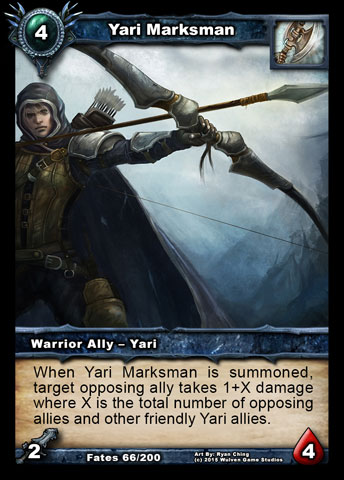 4
Yari Marksman
Warrior Ally – Yari
When Yari Marksman is summoned,
target opposing ally takes 1+X damage
where X is the total number of opposing
allies and other friendly Yari allies.
2
Fates 66/200
Art By: Ryan Ching
(c) 2015 Wulven Game Studios
4